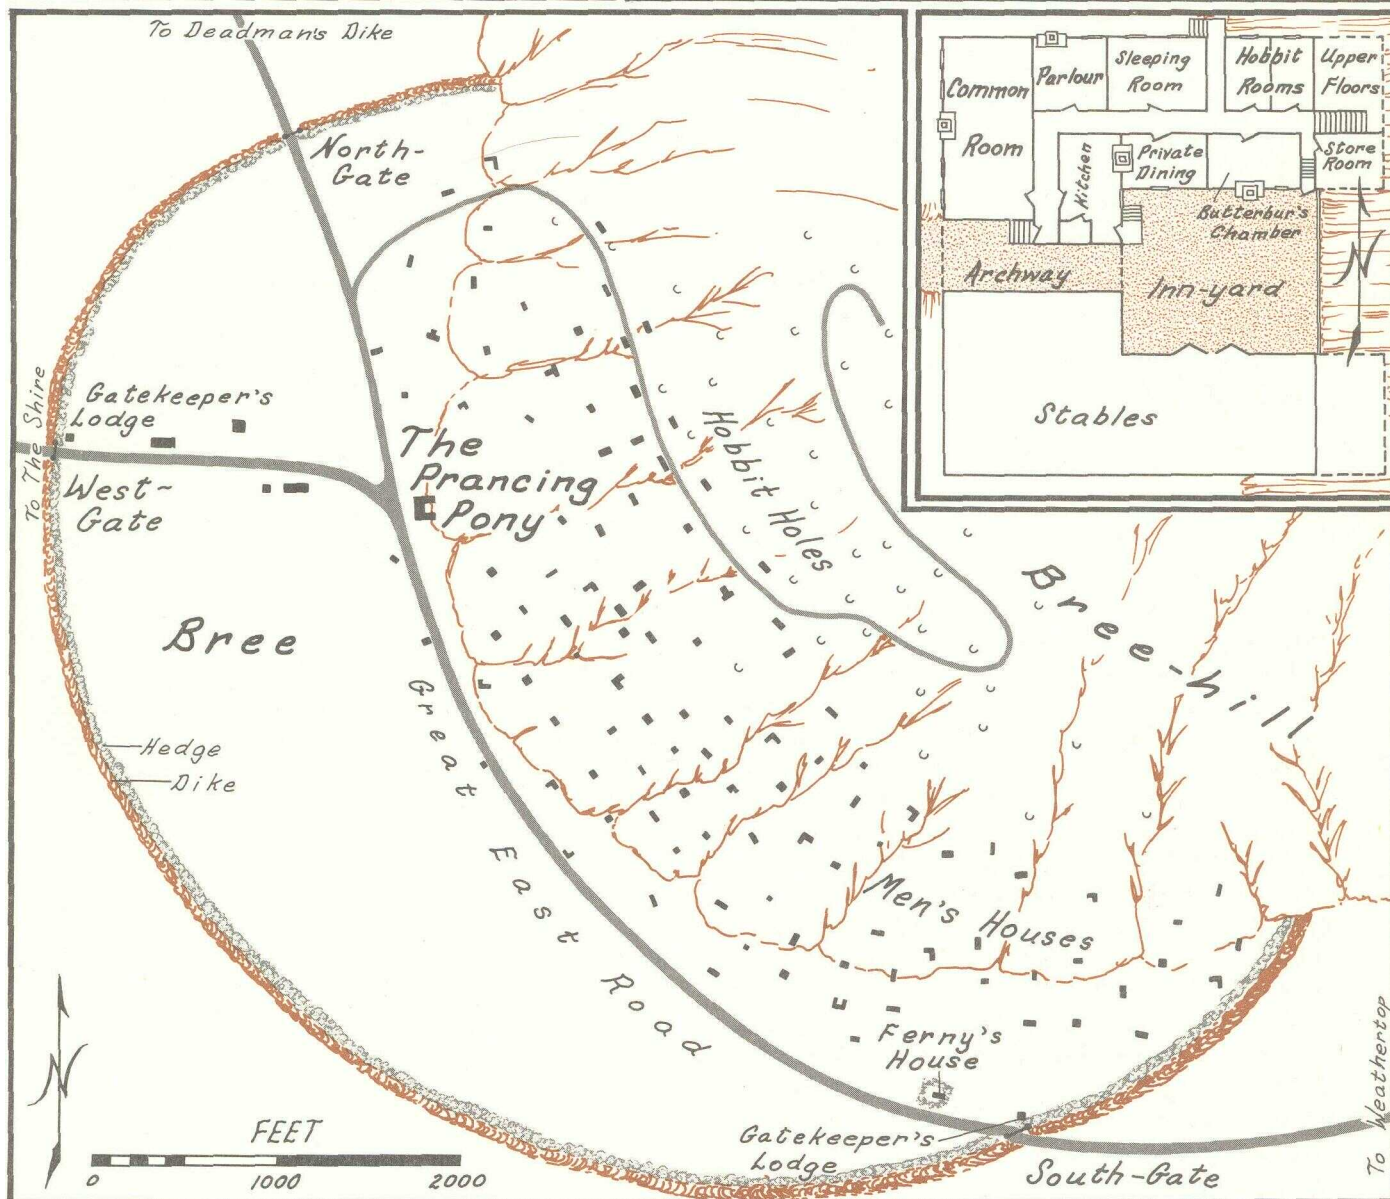 To Deadman's Dike
North-
Gate
To The Shire
Gatekeeper's
Lodge
West-
Gate
The
Prancing
Pony
Hobbit Holes
Bree
Bree-hill
Hedge
Dike
Great East Road
Men's Houses
Ferny's
House
Gatekeeper's
Lodge
South-Gate
To Weathertop
N
FEET
0 1000 2000
Common
Room
Parlour
Sleeping
Room
Hobbit
Rooms
Upper
Floors
Kitchen
Private
Dining
Store
Room
Butterbur's
Chamber
Archway
Inn-yard
N
Stables